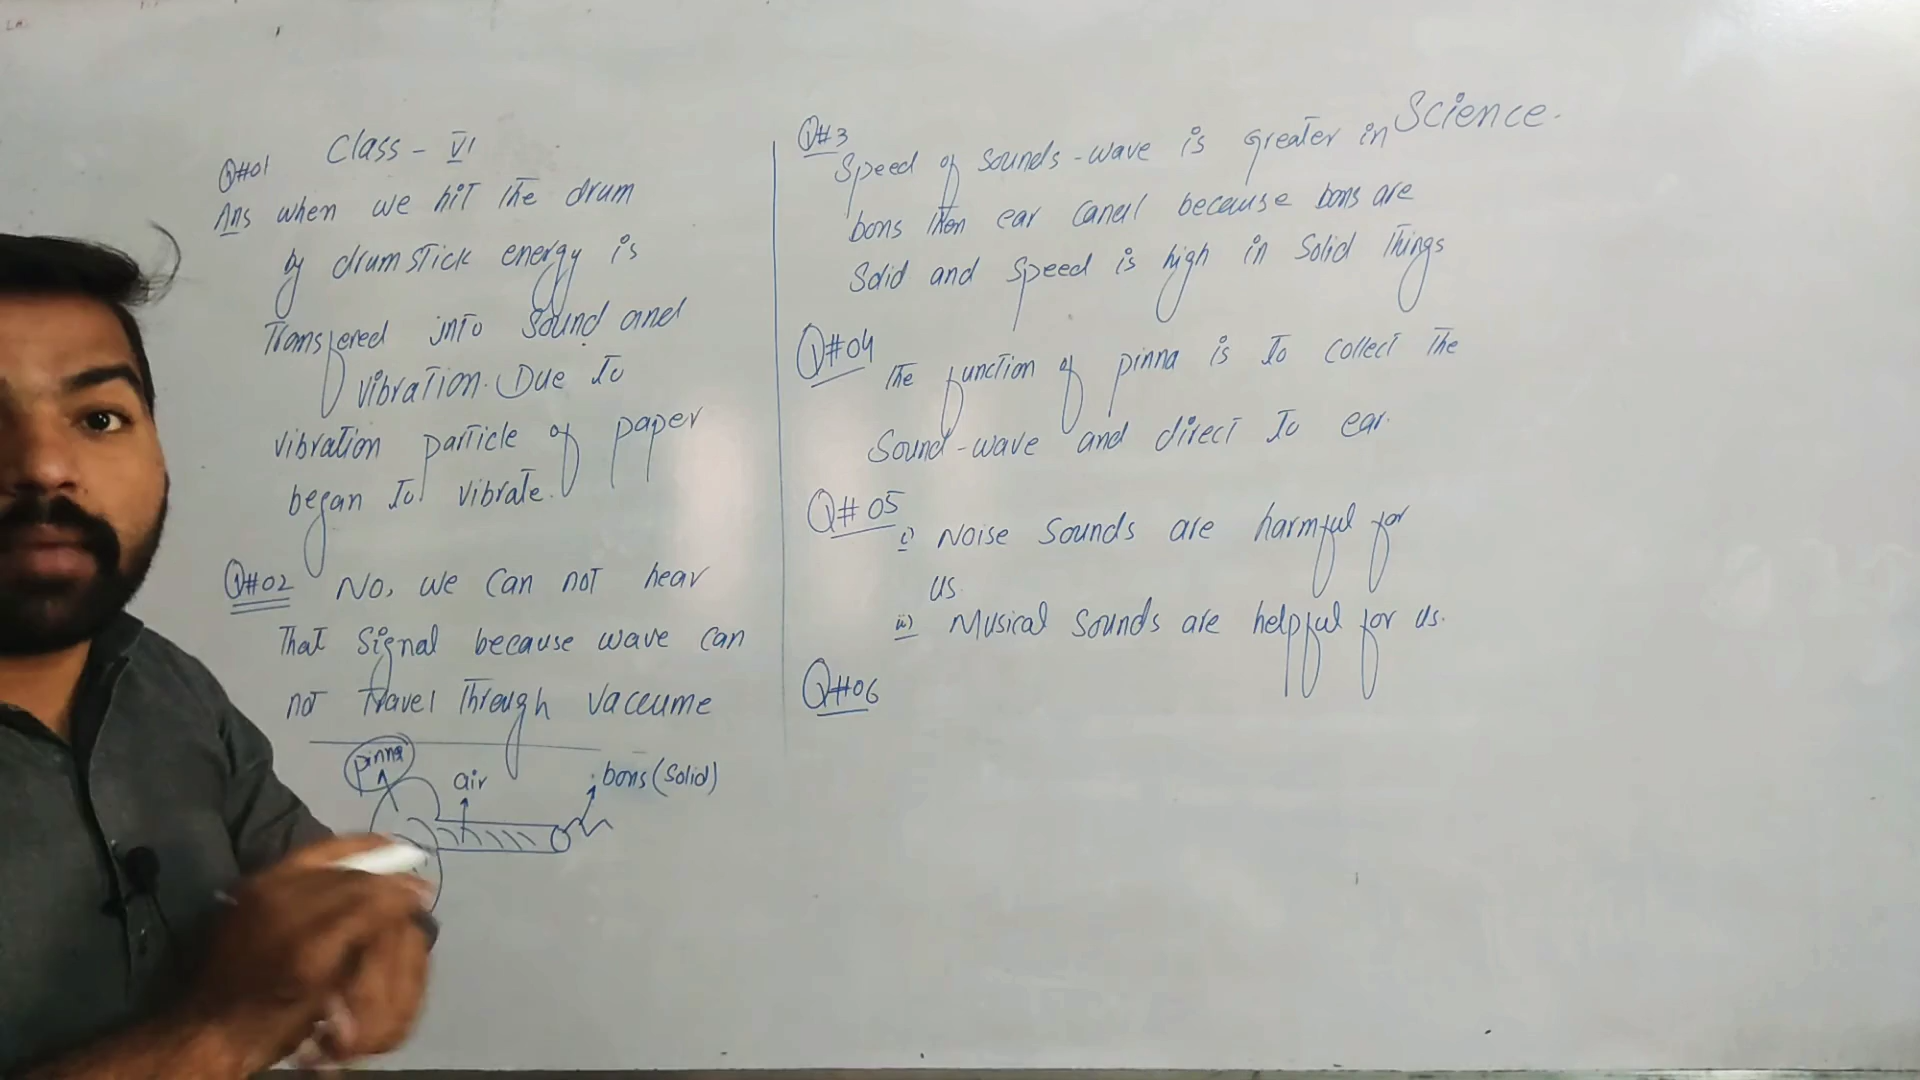 Class - VI
Q#01
Ans when we hit The drum
by drum stick energy is
Transfered into Sound and
vibration. Due To
vibration particle of paper
began To vibrate.
Q#02 No, we can not hear
That Signal because wave can
not Travel Through vaceume
pinna
air
bons (Solid)
Science.
Q#3
Speed of sounds-wave is greater in
bons then ear canal because bons are
Solid and speed is high in Solid Things
Q#04
The function of pinna is To collect The
Sound-wave and direct To ear.
Q#05
i) Noise Sounds are harmful for
us.
ii) Musical Sounds are helpful for us.
Q#06